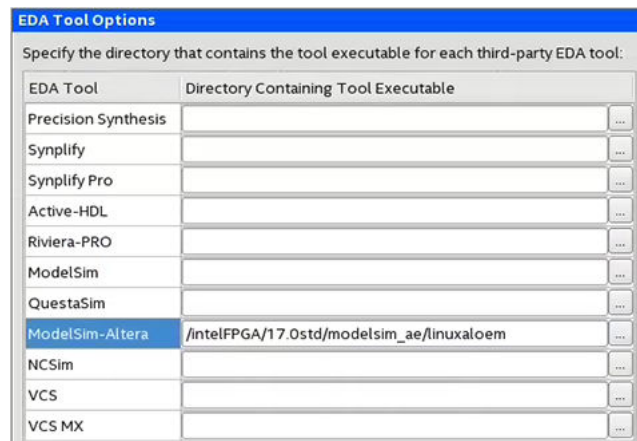 EDA Tool Options
Specify the directory that contains the tool executable for each third-party EDA tool:
EDA Tool Directory Containing Tool Executable
Precision Synthesis ...
Synplify ...
Synplify Pro ...
Active-HDL ...
Riviera-PRO ...
ModelSim ...
QuestaSim ...
ModelSim-Altera /intelFPGA/17.0std/modelsim_ae/linuxaloem ...
NCSim ...
VCS ...
VCS MX ...